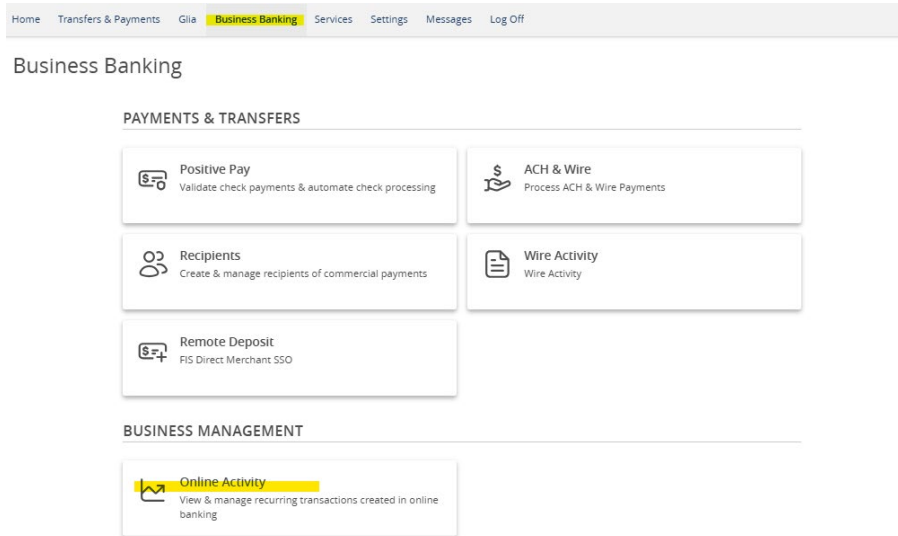 Home Transfers & Payments Glia Business Banking Services Settings Messages Log Off
Business Banking
PAYMENTS & TRANSFERS
Positive Pay
Validate check payments & automate check processing
ACH & Wire
Process ACH & Wire Payments
Recipients
Create & manage recipients of commercial payments
Wire Activity
Wire Activity
Remote Deposit
FIS Direct Merchant SSO
BUSINESS MANAGEMENT
Online Activity
View & manage recurring transactions created in online
banking